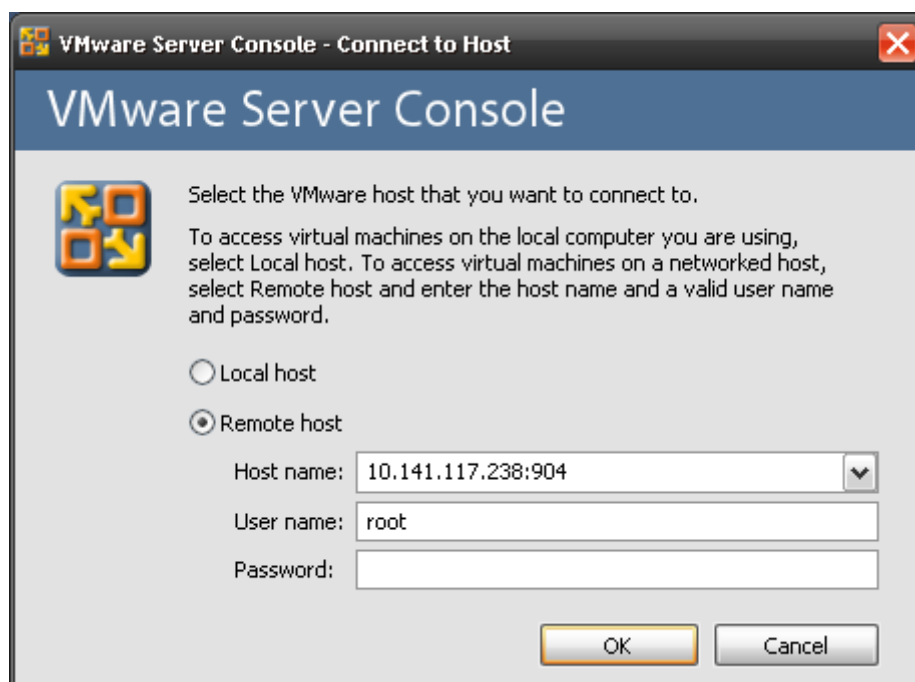 VMware Server Console - Connect to Host
VMware Server Console
Select the VMware host that you want to connect to.
To access virtual machines on the local computer you are using,
select Local host. To access virtual machines on a networked host,
select Remote host and enter the host name and a valid user name
and password.
Local host
Remote host
Host name: 10.141.117.238:904
User name: root
Password:
OK Cancel